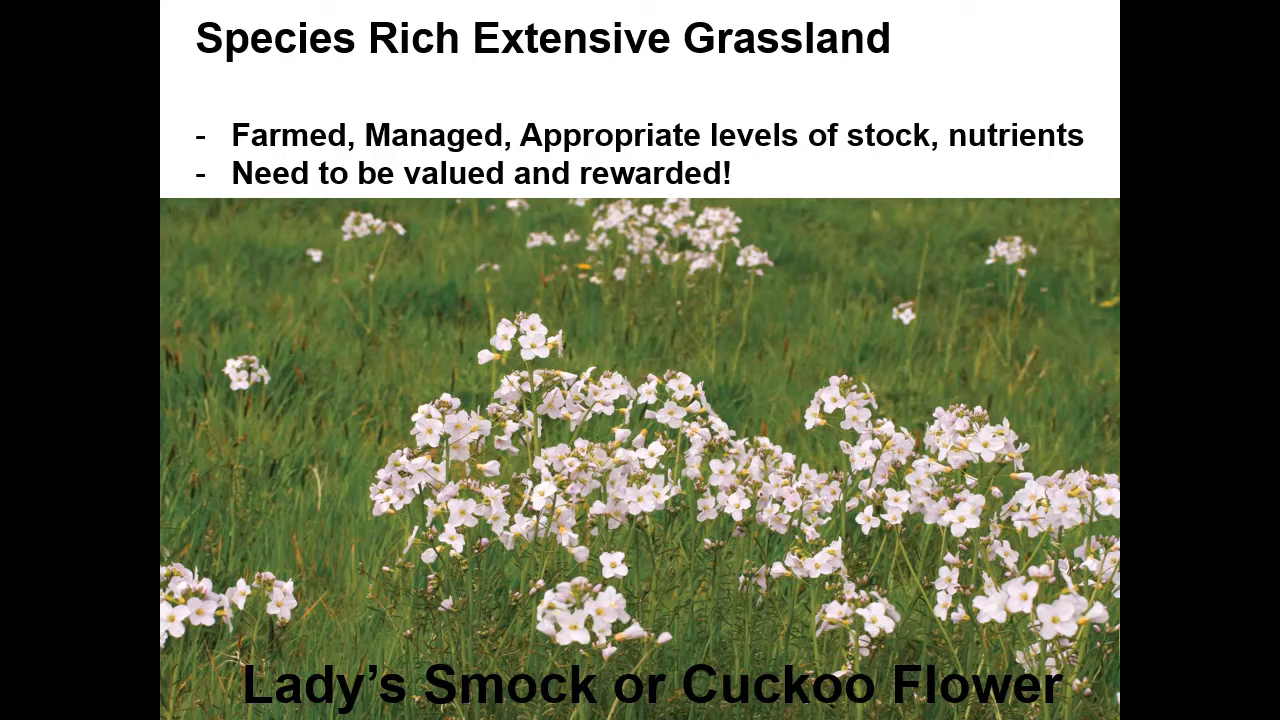 Species Rich Extensive Grassland
- Farmed, Managed, Appropriate levels of stock, nutrients
- Need to be valued and rewarded!
Lady’s Smock or Cuckoo Flower